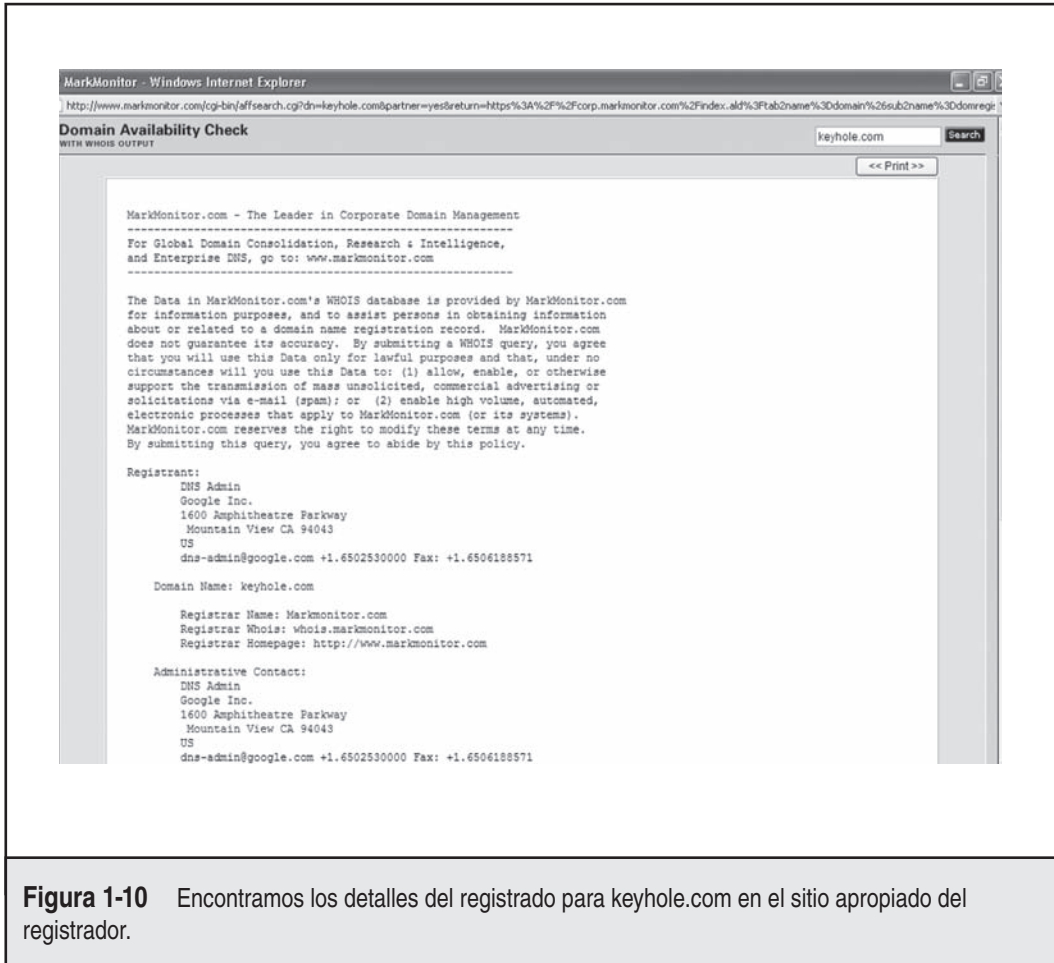 MarkMonitor - Windows Internet Explorer
http://www.markmonitor.com/cgi-bin/affsearch.cgi?dn=keyhole.com&partner=yes&return=https%3A%2F%2Fcorp.markmonitor.com%2Findex.ald%3Ftab2name%3Ddomain%26sub2name%3Ddomregis
Domain Availability Check
WITH WHOIS OUTPUT
keyhole.com
Search
<< Print >>
MarkMonitor.com - The Leader in Corporate Domain Management
----------------------------------------------------------
For Global Domain Consolidation, Research & Intelligence,
and Enterprise DNS, go to: www.markmonitor.com
----------------------------------------------------------
The Data in MarkMonitor.com's WHOIS database is provided by MarkMonitor.com
for information purposes, and to assist persons in obtaining information
about or related to a domain name registration record. MarkMonitor.com
does not guarantee its accuracy. By submitting a WHOIS query, you agree
that you will use this Data only for lawful purposes and that, under no
circumstances will you use this Data to: (1) allow, enable, or otherwise
support the transmission of mass unsolicited, commercial advertising or
solicitations via e-mail (spam); or (2) enable high volume, automated,
electronic processes that apply to MarkMonitor.com (or its systems).
MarkMonitor.com reserves the right to modify these terms at any time.
By submitting this query, you agree to abide by this policy.
Registrant:
DNS Admin
Google Inc.
1600 Amphitheatre Parkway
Mountain View CA 94043
US
dns-admin@google.com +1.6502530000 Fax: +1.6506188571
Domain Name: keyhole.com
Registrar Name: Markmonitor.com
Registrar Whois: whois.markmonitor.com
Registrar Homepage: http://www.markmonitor.com
Administrative Contact:
DNS Admin
Google Inc.
1600 Amphitheatre Parkway
Mountain View CA 94043
US
dns-admin@google.com +1.6502530000 Fax: +1.6506188571
Figura 1-10 Encontramos los detalles del registrado para keyhole.com en el sitio apropiado del
registrador.